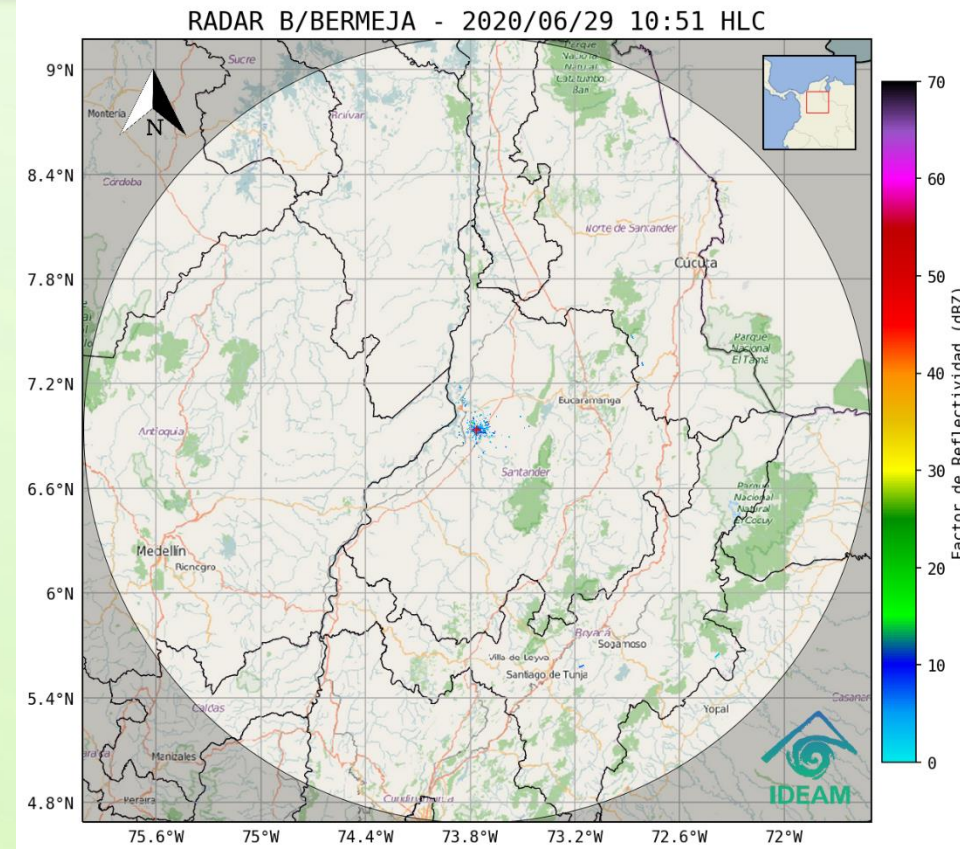 RADAR B/BERMEJA - 2020/06/29 10:51 HLC
9°N
8.4°N
7.8°N
7.2°N
6.6°N
6°N
5.4°N
4.8°N
75.6°W
75°W
74.4°W
73.8°W
73.2°W
72.6°W
72°W
N
Sucre
Montería
Bolívar
Córdoba
Parque
Nacional
Natural
Catatumbo
Bari
Norte de Santander
Cúcuta
Parque
Nacional
El Tamá
Bucaramanga
Antioquia
Santander
Parque
Nacional
Natural
El Cocuy
Medellín
Rionegro
Boyacá
Sogamoso
Villa de Leyva
Santiago de Tunja
Yopal
Casanar
Caldas
Manizales
Pereira
Cundinamarca
IDEAM
70
60
50
40
30
20
10
0
Factor de Reflectividad (dBZ)